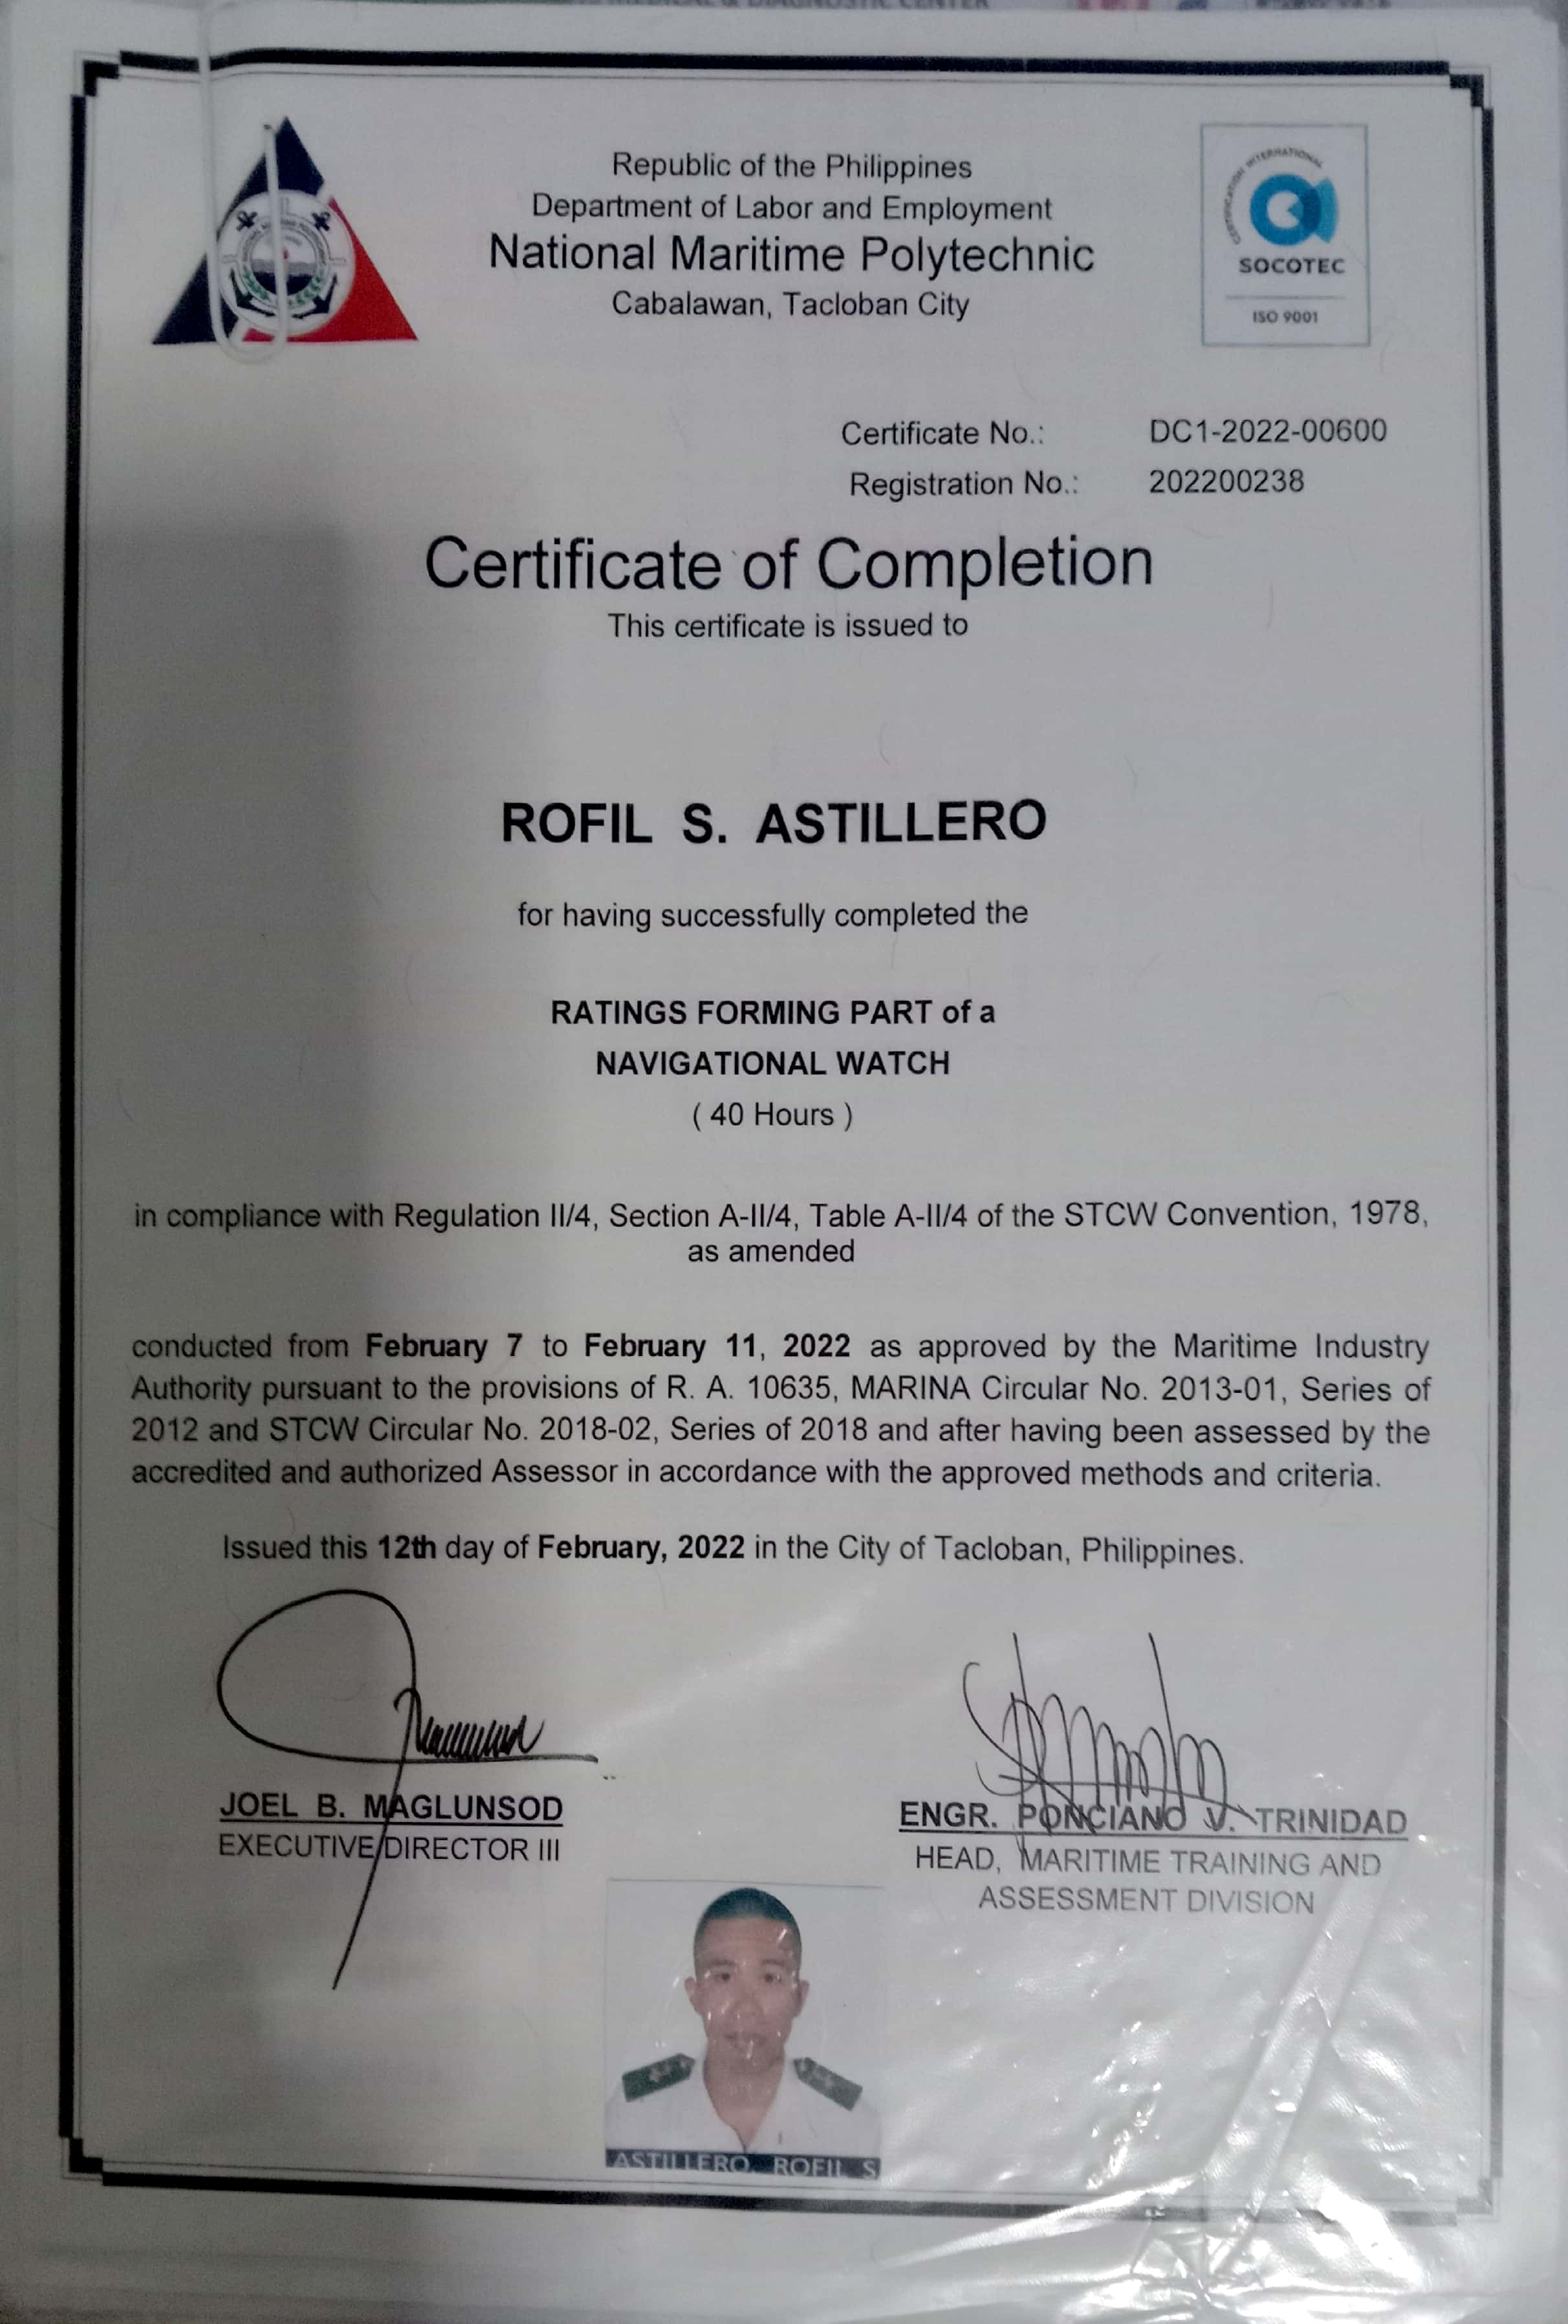 MEDICAL & DIAGNOSTIC CENTER
Republic of the Philippines
Department of Labor and Employment
National Maritime Polytechnic
Cabalawan, Tacloban City
CERTIFICATION INTERNATIONAL
SOCOTEC
ISO 9001
Certificate No.: DC1-2022-00600
Registration No.: 202200238
Certificate of Completion
This certificate is issued to
ROFIL S. ASTILLERO
for having successfully completed the
RATINGS FORMING PART of a
NAVIGATIONAL WATCH
( 40 Hours )
in compliance with Regulation II/4, Section A-II/4, Table A-II/4 of the STCW Convention, 1978,
as amended
conducted from February 7 to February 11, 2022 as approved by the Maritime Industry
Authority pursuant to the provisions of R. A. 10635, MARINA Circular No. 2013-01, Series of
2012 and STCW Circular No. 2018-02, Series of 2018 and after having been assessed by the
accredited and authorized Assessor in accordance with the approved methods and criteria.
Issued this 12th day of February, 2022 in the City of Tacloban, Philippines.
JOEL B. MAGLUNSOD
EXECUTIVE DIRECTOR III
ENGR. PONCIANO V. TRINIDAD
HEAD, MARITIME TRAINING AND
ASSESSMENT DIVISION
ASTILLERO, ROFIL S